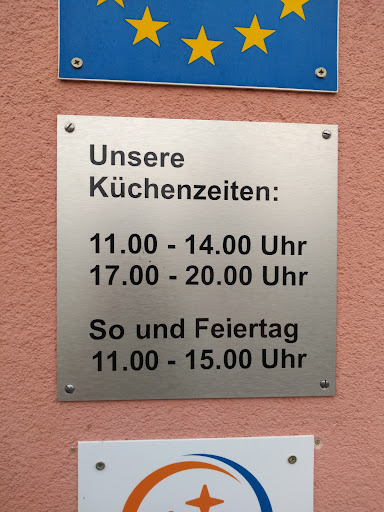 Unsere
Küchenzeiten:
11.00 - 14.00 Uhr
17.00 - 20.00 Uhr
So und Feiertag
11.00 - 15.00 Uhr